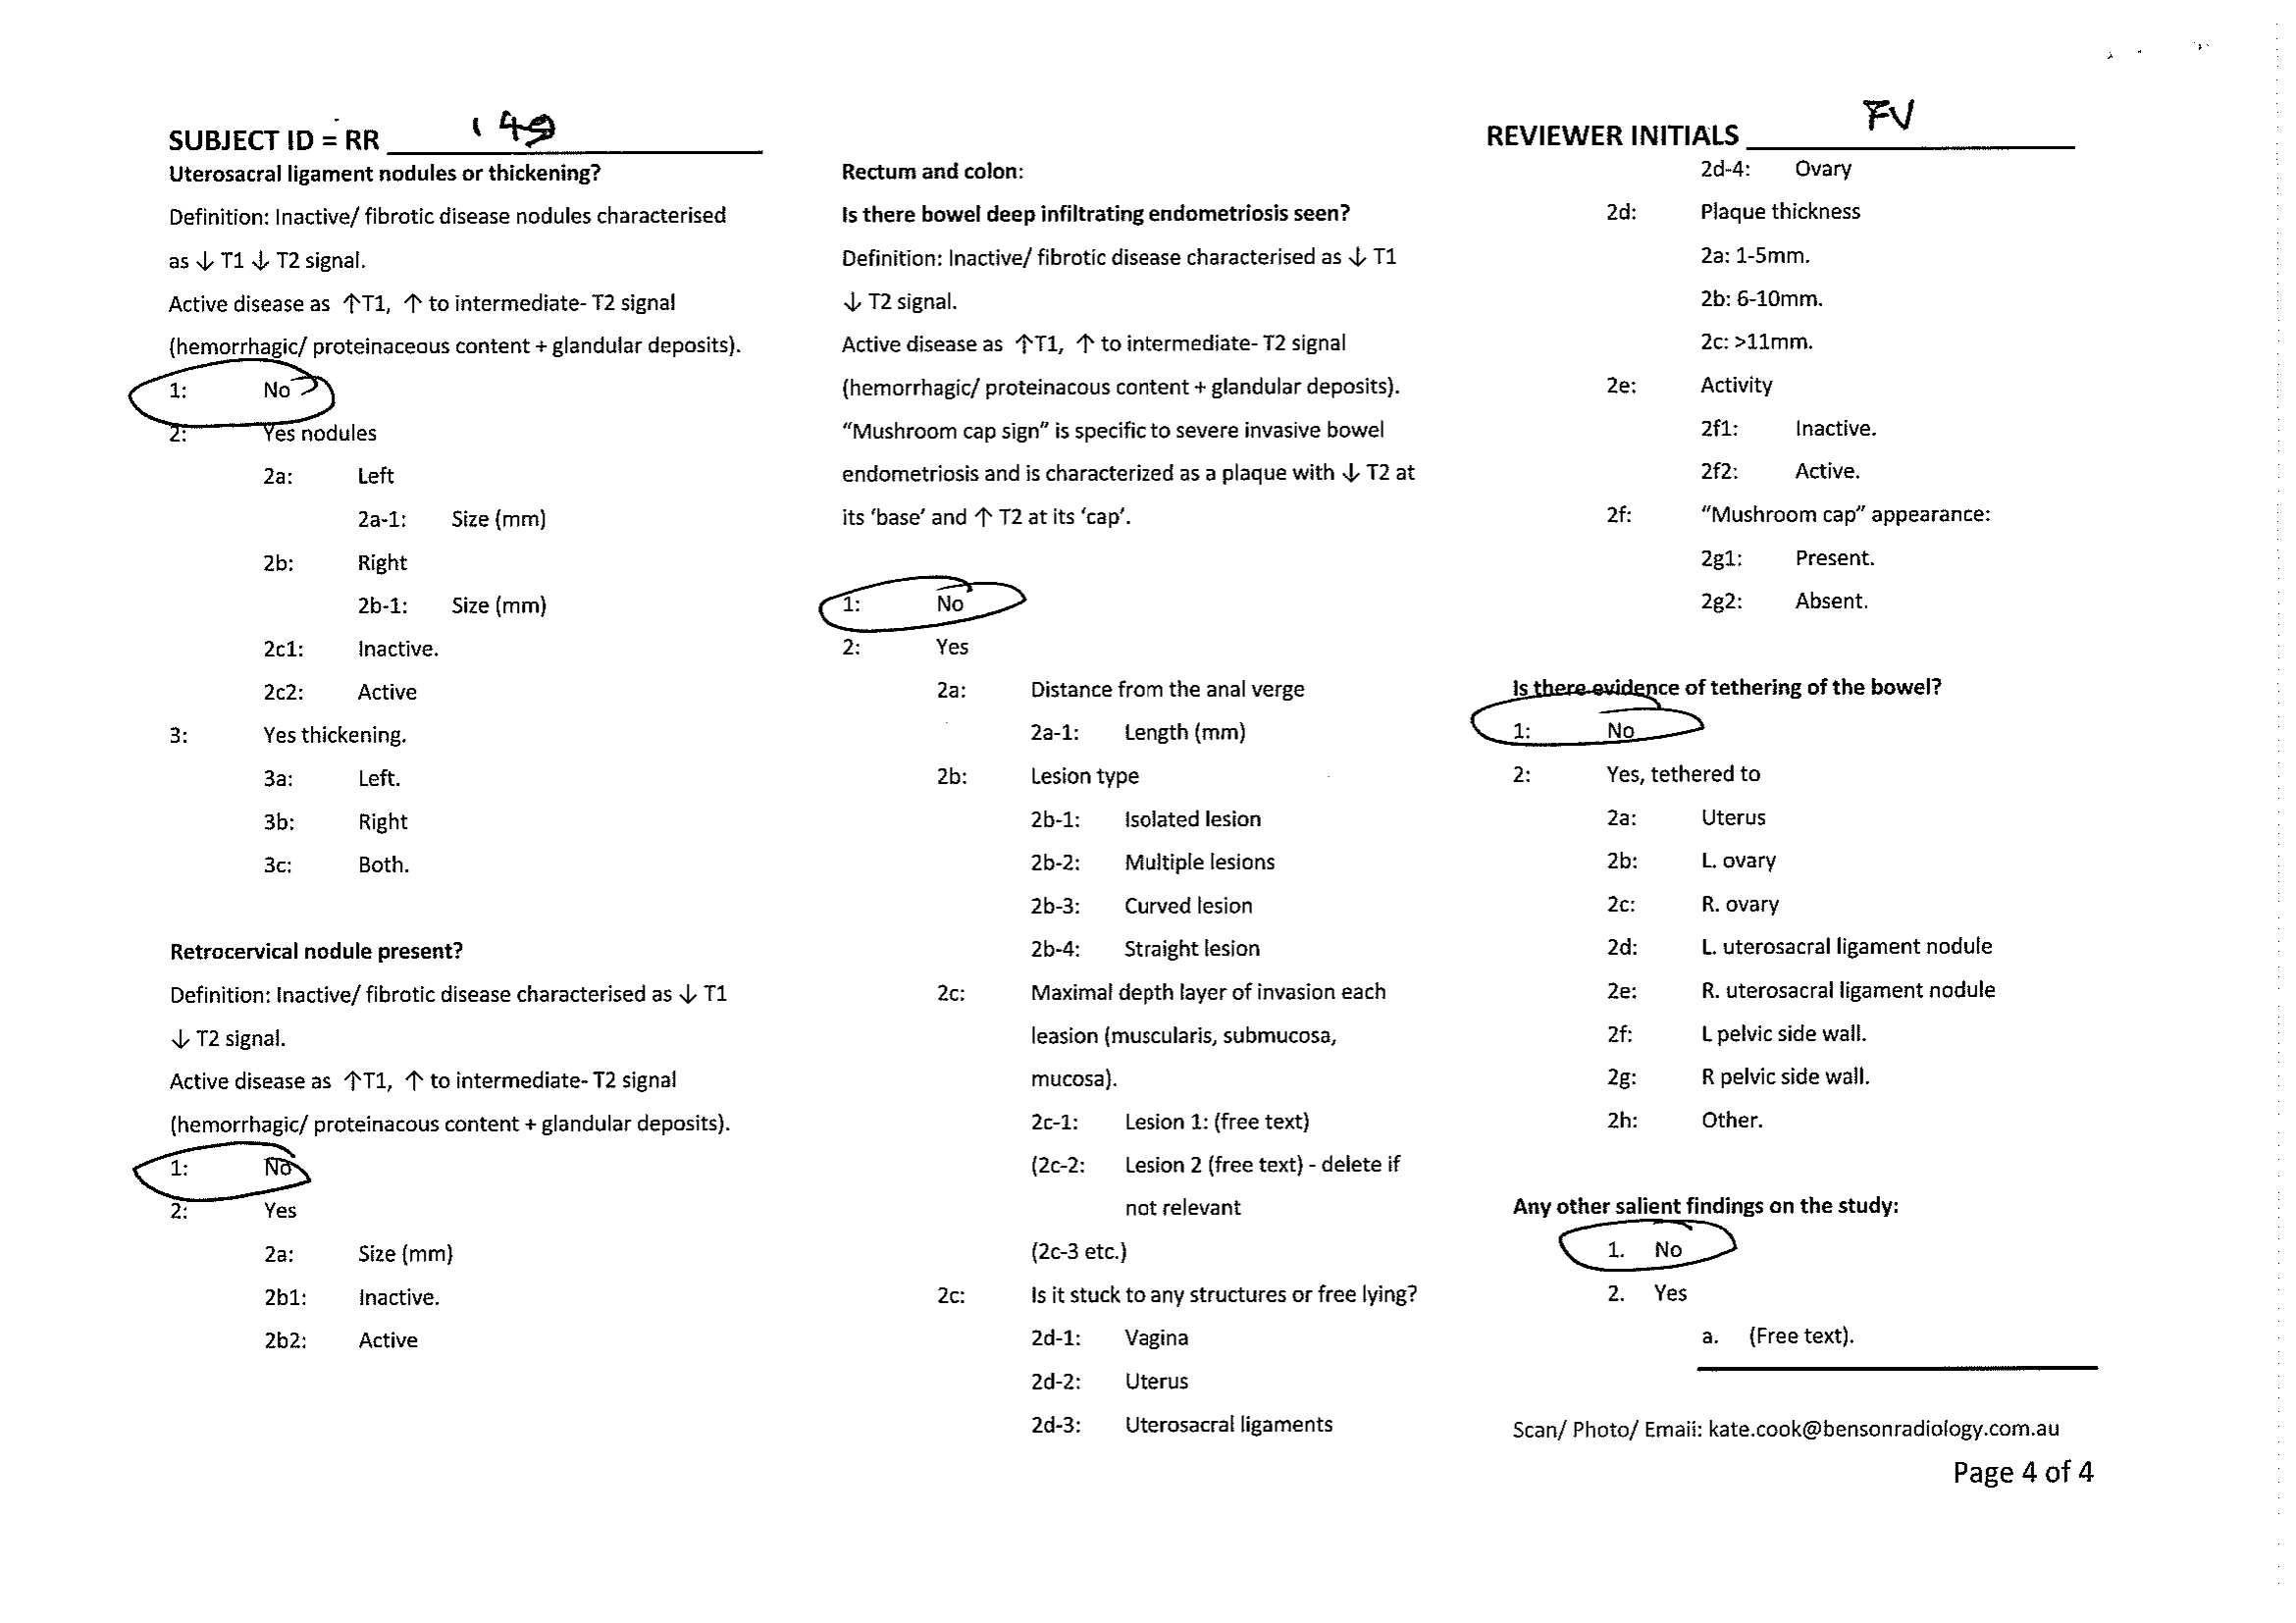 SUBJECT ID = RR 149
Uterosacral ligament nodules or thickening?
Definition: Inactive/ fibrotic disease nodules characterised
as ↓ T1 ↓ T2 signal.
Active disease as ↑T1, ↑ to intermediate- T2 signal
(hemorrhagic/ proteinaceous content + glandular deposits).
1: No
2: Yes nodules
2a: Left
2a-1: Size (mm)
2b: Right
2b-1: Size (mm)
2c1: Inactive.
2c2: Active
3: Yes thickening.
3a: Left.
3b: Right
3c: Both.
Retrocervical nodule present?
Definition: Inactive/ fibrotic disease characterised as ↓ T1
↓ T2 signal.
Active disease as ↑T1, ↑ to intermediate- T2 signal
(hemorrhagic/ proteinacous content + glandular deposits).
1: No
2: Yes
2a: Size (mm)
2b1: Inactive.
2b2: Active
Rectum and colon:
Is there bowel deep infiltrating endometriosis seen?
Definition: Inactive/ fibrotic disease characterised as ↓ T1
↓ T2 signal.
Active disease as ↑T1, ↑ to intermediate- T2 signal
(hemorrhagic/ proteinacous content + glandular deposits).
“Mushroom cap sign” is specific to severe invasive bowel
endometriosis and is characterized as a plaque with ↓ T2 at
its ‘base’ and ↑ T2 at its ‘cap’.
1: No
2: Yes
2a: Distance from the anal verge
2a-1: Length (mm)
2b: Lesion type
2b-1: Isolated lesion
2b-2: Multiple lesions
2b-3: Curved lesion
2b-4: Straight lesion
2c: Maximal depth layer of invasion each
leasion (muscularis, submucosa,
mucosa).
2c-1: Lesion 1: (free text)
(2c-2: Lesion 2 (free text) - delete if
not relevant
(2c-3 etc.)
2c: Is it stuck to any structures or free lying?
2d-1: Vagina
2d-2: Uterus
2d-3: Uterosacral ligaments
REVIEWER INITIALS FV
2d-4: Ovary
2d: Plaque thickness
2a: 1-5mm.
2b: 6-10mm.
2c: >11mm.
2e: Activity
2f1: Inactive.
2f2: Active.
2f: “Mushroom cap” appearance:
2g1: Present.
2g2: Absent.
Is there evidence of tethering of the bowel?
1: No
2: Yes, tethered to
2a: Uterus
2b: L. ovary
2c: R. ovary
2d: L. uterosacral ligament nodule
2e: R. uterosacral ligament nodule
2f: L pelvic side wall.
2g: R pelvic side wall.
2h: Other.
Any other salient findings on the study:
1. No
2. Yes
a. (Free text).
Scan/ Photo/ Email: kate.cook@bensonradiology.com.au
Page 4 of 4